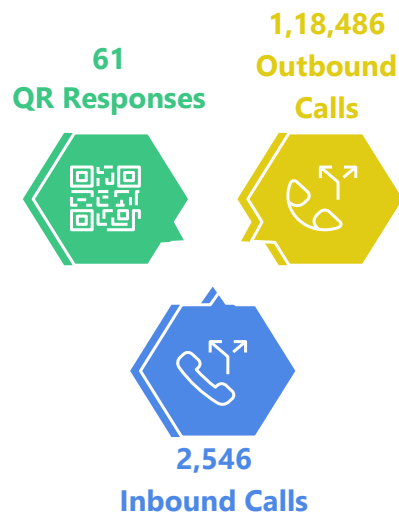 61
QR Responses
1,18,486
Outbound
Calls
2,546
Inbound Calls